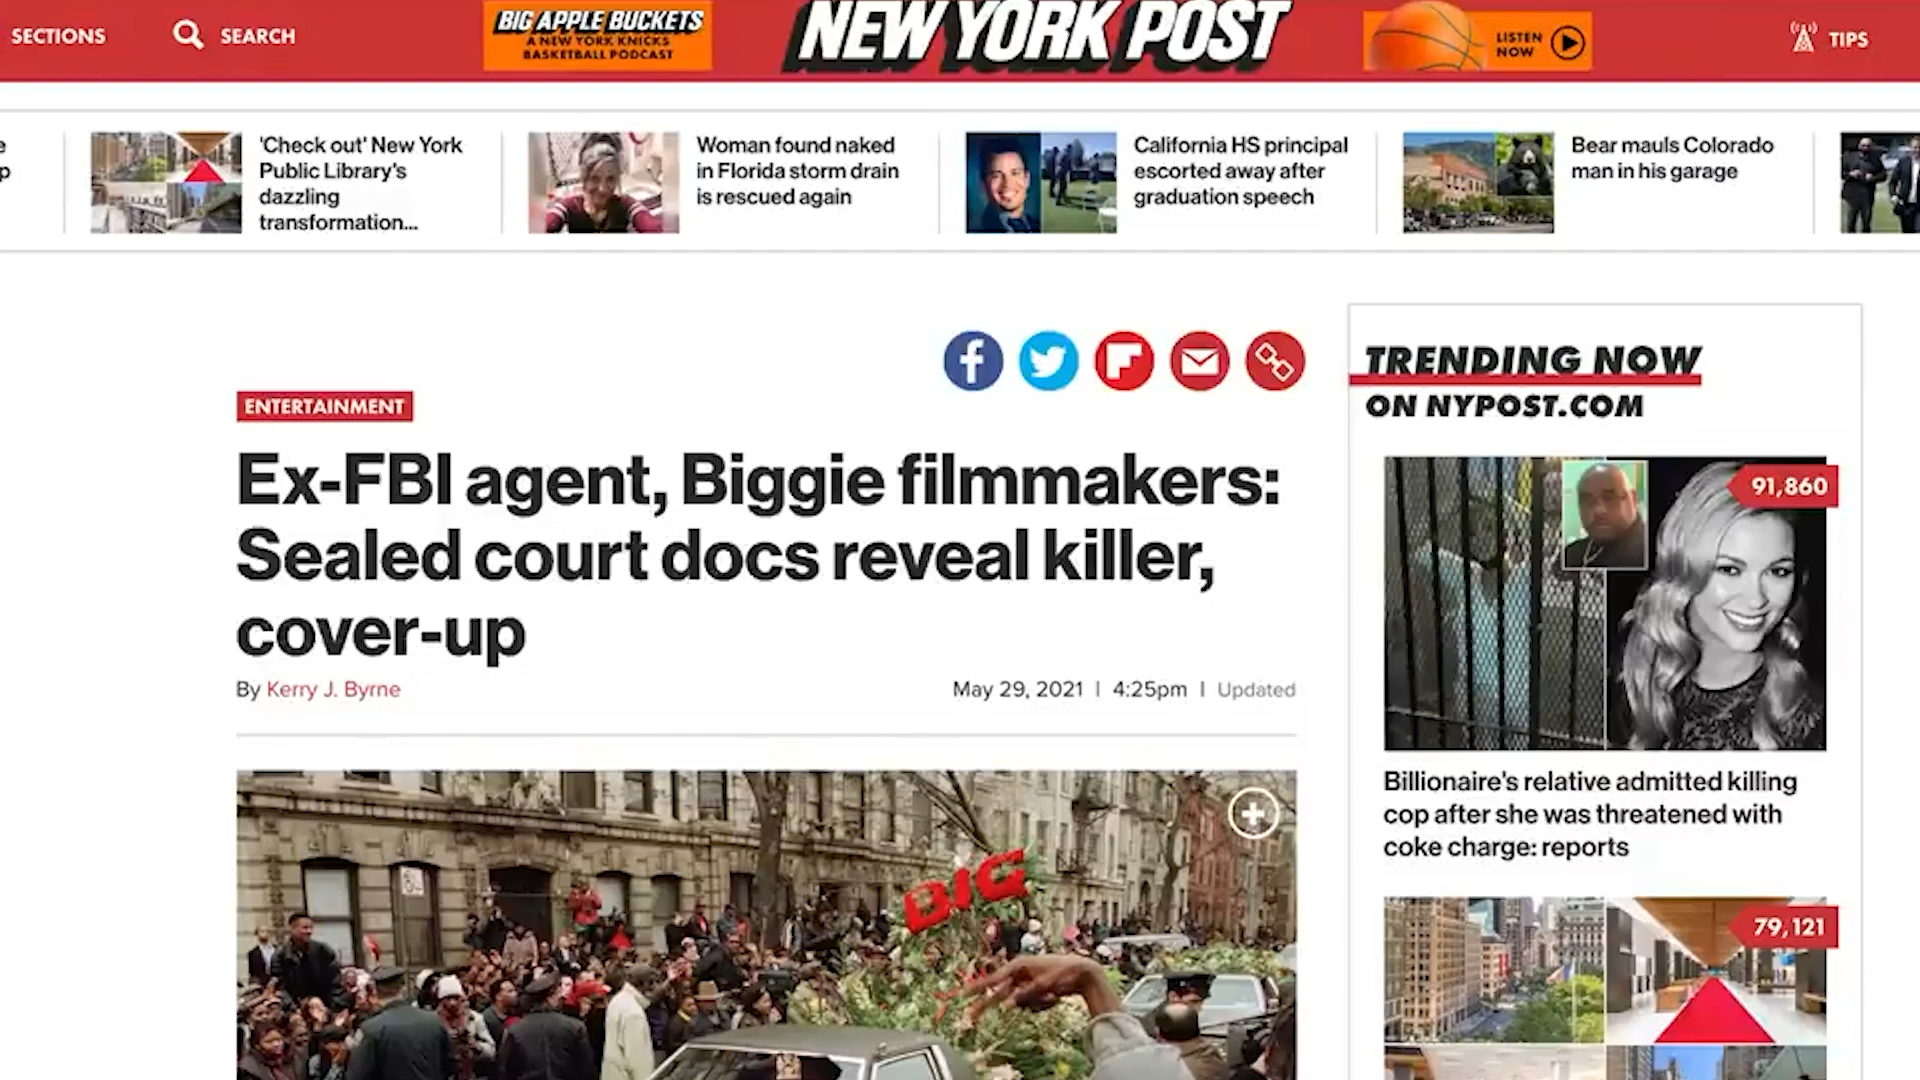 SECTIONS
SEARCH
BIG APPLE BUCKETS
A NEW YORK KNICKS
BASKETBALL PODCAST
NEW YORK POST
LISTEN
NOW
TIPS
e
p
'Check out' New York
Public Library's
dazzling
transformation...
Woman found naked
in Florida storm drain
is rescued again
California HS principal
escorted away after
graduation speech
Bear mauls Colorado
man in his garage
ENTERTAINMENT
Ex-FBI agent, Biggie filmmakers:
Sealed court docs reveal killer,
cover-up
By Kerry J. Byrne
May 29, 2021 | 4:25pm | Updated
BIG
TRENDING NOW
ON NYPOST.COM
91,860
Billionaire's relative admitted killing
cop after she was threatened with
coke charge: reports
79,121